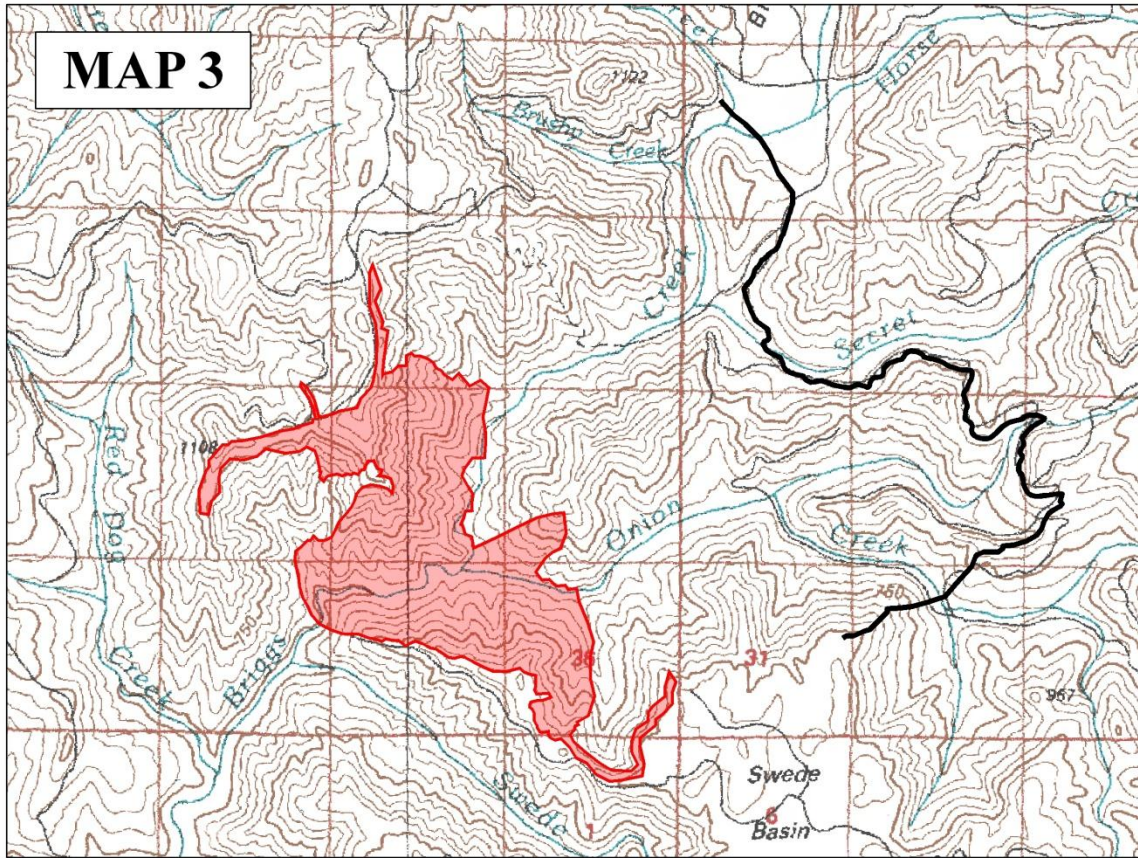 MAP 3
1122
Horse
Brushy
Creek
Creek
Secret
1108
Red Dog
Onion
Creek
750
750
Briggs
Creek
36
31
967
Swede
Swede
Basin
6
1